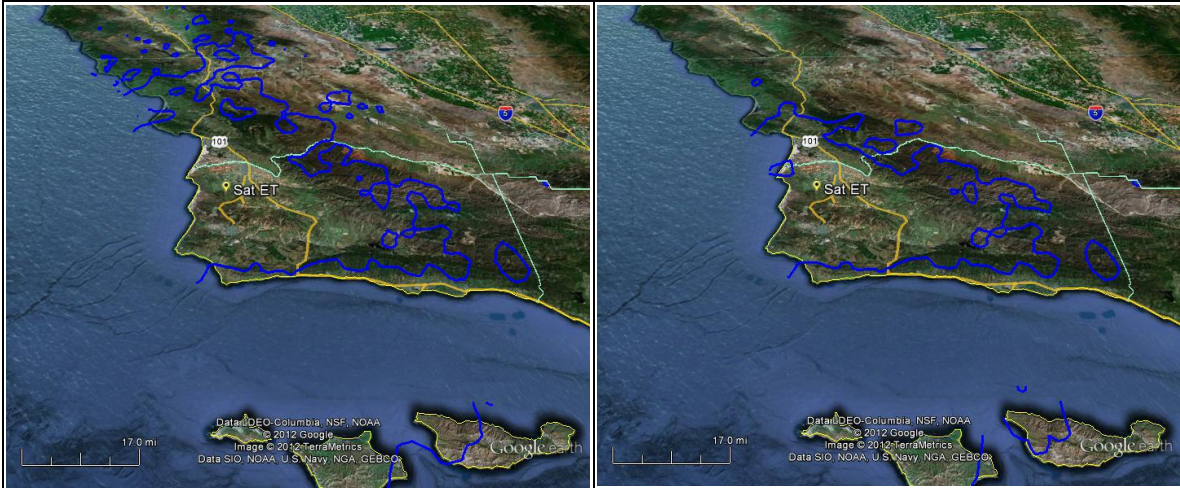 5
101
Sat ET
Data LDEO-Columbia, NSF, NOAA
© 2012 Google
Image © 2012 TerraMetrics
Data SIO, NOAA, U.S. Navy, NGA, GEBCO
17.0 mi
Google earth
5
101
Sat ET
Data LDEO-Columbia, NSF, NOAA
© 2012 Google
Image © 2012 TerraMetrics
Data SIO, NOAA, U.S. Navy, NGA, GEBCO
17.0 mi
Google earth